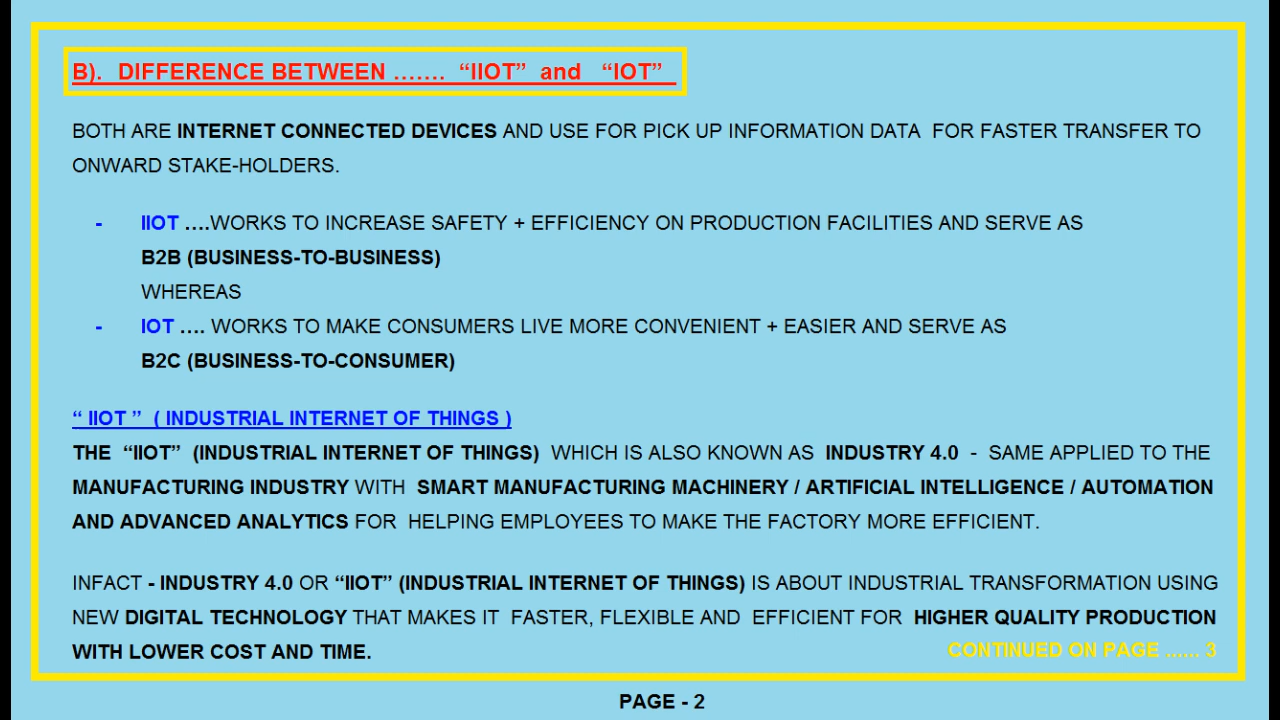 B). DIFFERENCE BETWEEN ……. “IIOT” and “IOT”
BOTH ARE INTERNET CONNECTED DEVICES AND USE FOR PICK UP INFORMATION DATA FOR FASTER TRANSFER TO
ONWARD STAKE-HOLDERS.
- IIOT ….WORKS TO INCREASE SAFETY + EFFICIENCY ON PRODUCTION FACILITIES AND SERVE AS
B2B (BUSINESS-TO-BUSINESS)
WHEREAS
- IOT …. WORKS TO MAKE CONSUMERS LIVE MORE CONVENIENT + EASIER AND SERVE AS
B2C (BUSINESS-TO-CONSUMER)
“ IIOT ” ( INDUSTRIAL INTERNET OF THINGS )
THE “IIOT” (INDUSTRIAL INTERNET OF THINGS) WHICH IS ALSO KNOWN AS INDUSTRY 4.0 - SAME APPLIED TO THE
MANUFACTURING INDUSTRY WITH SMART MANUFACTURING MACHINERY / ARTIFICIAL INTELLIGENCE / AUTOMATION
AND ADVANCED ANALYTICS FOR HELPING EMPLOYEES TO MAKE THE FACTORY MORE EFFICIENT.
INFACT - INDUSTRY 4.0 OR “IIOT” (INDUSTRIAL INTERNET OF THINGS) IS ABOUT INDUSTRIAL TRANSFORMATION USING
NEW DIGITAL TECHNOLOGY THAT MAKES IT FASTER, FLEXIBLE AND EFFICIENT FOR HIGHER QUALITY PRODUCTION
WITH LOWER COST AND TIME.
CONTINUED ON PAGE ...... 3
PAGE - 2